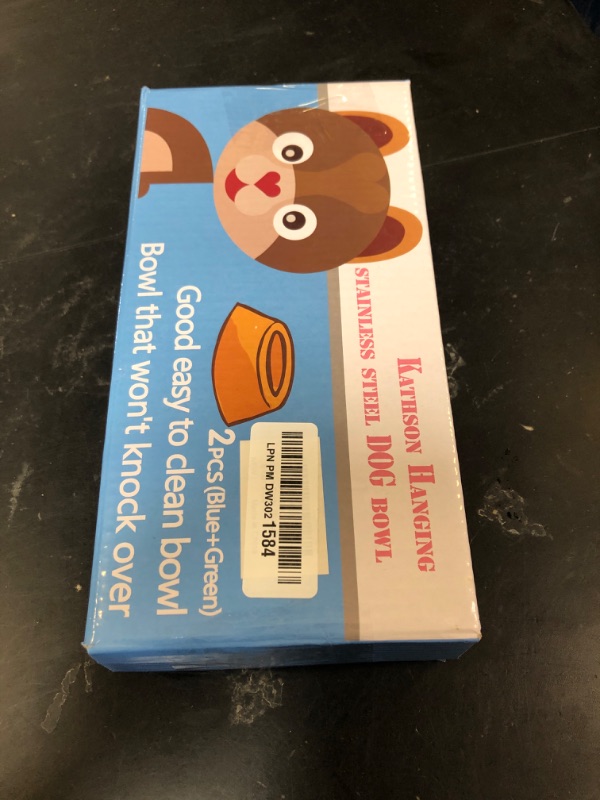 KATHSON HANGING
STAINLESS STEEL DOG BOWL
2PCS (Blue+Green)
Good easy to clean bowl
Bowl that won't knock over
LPN PM DW302 1584